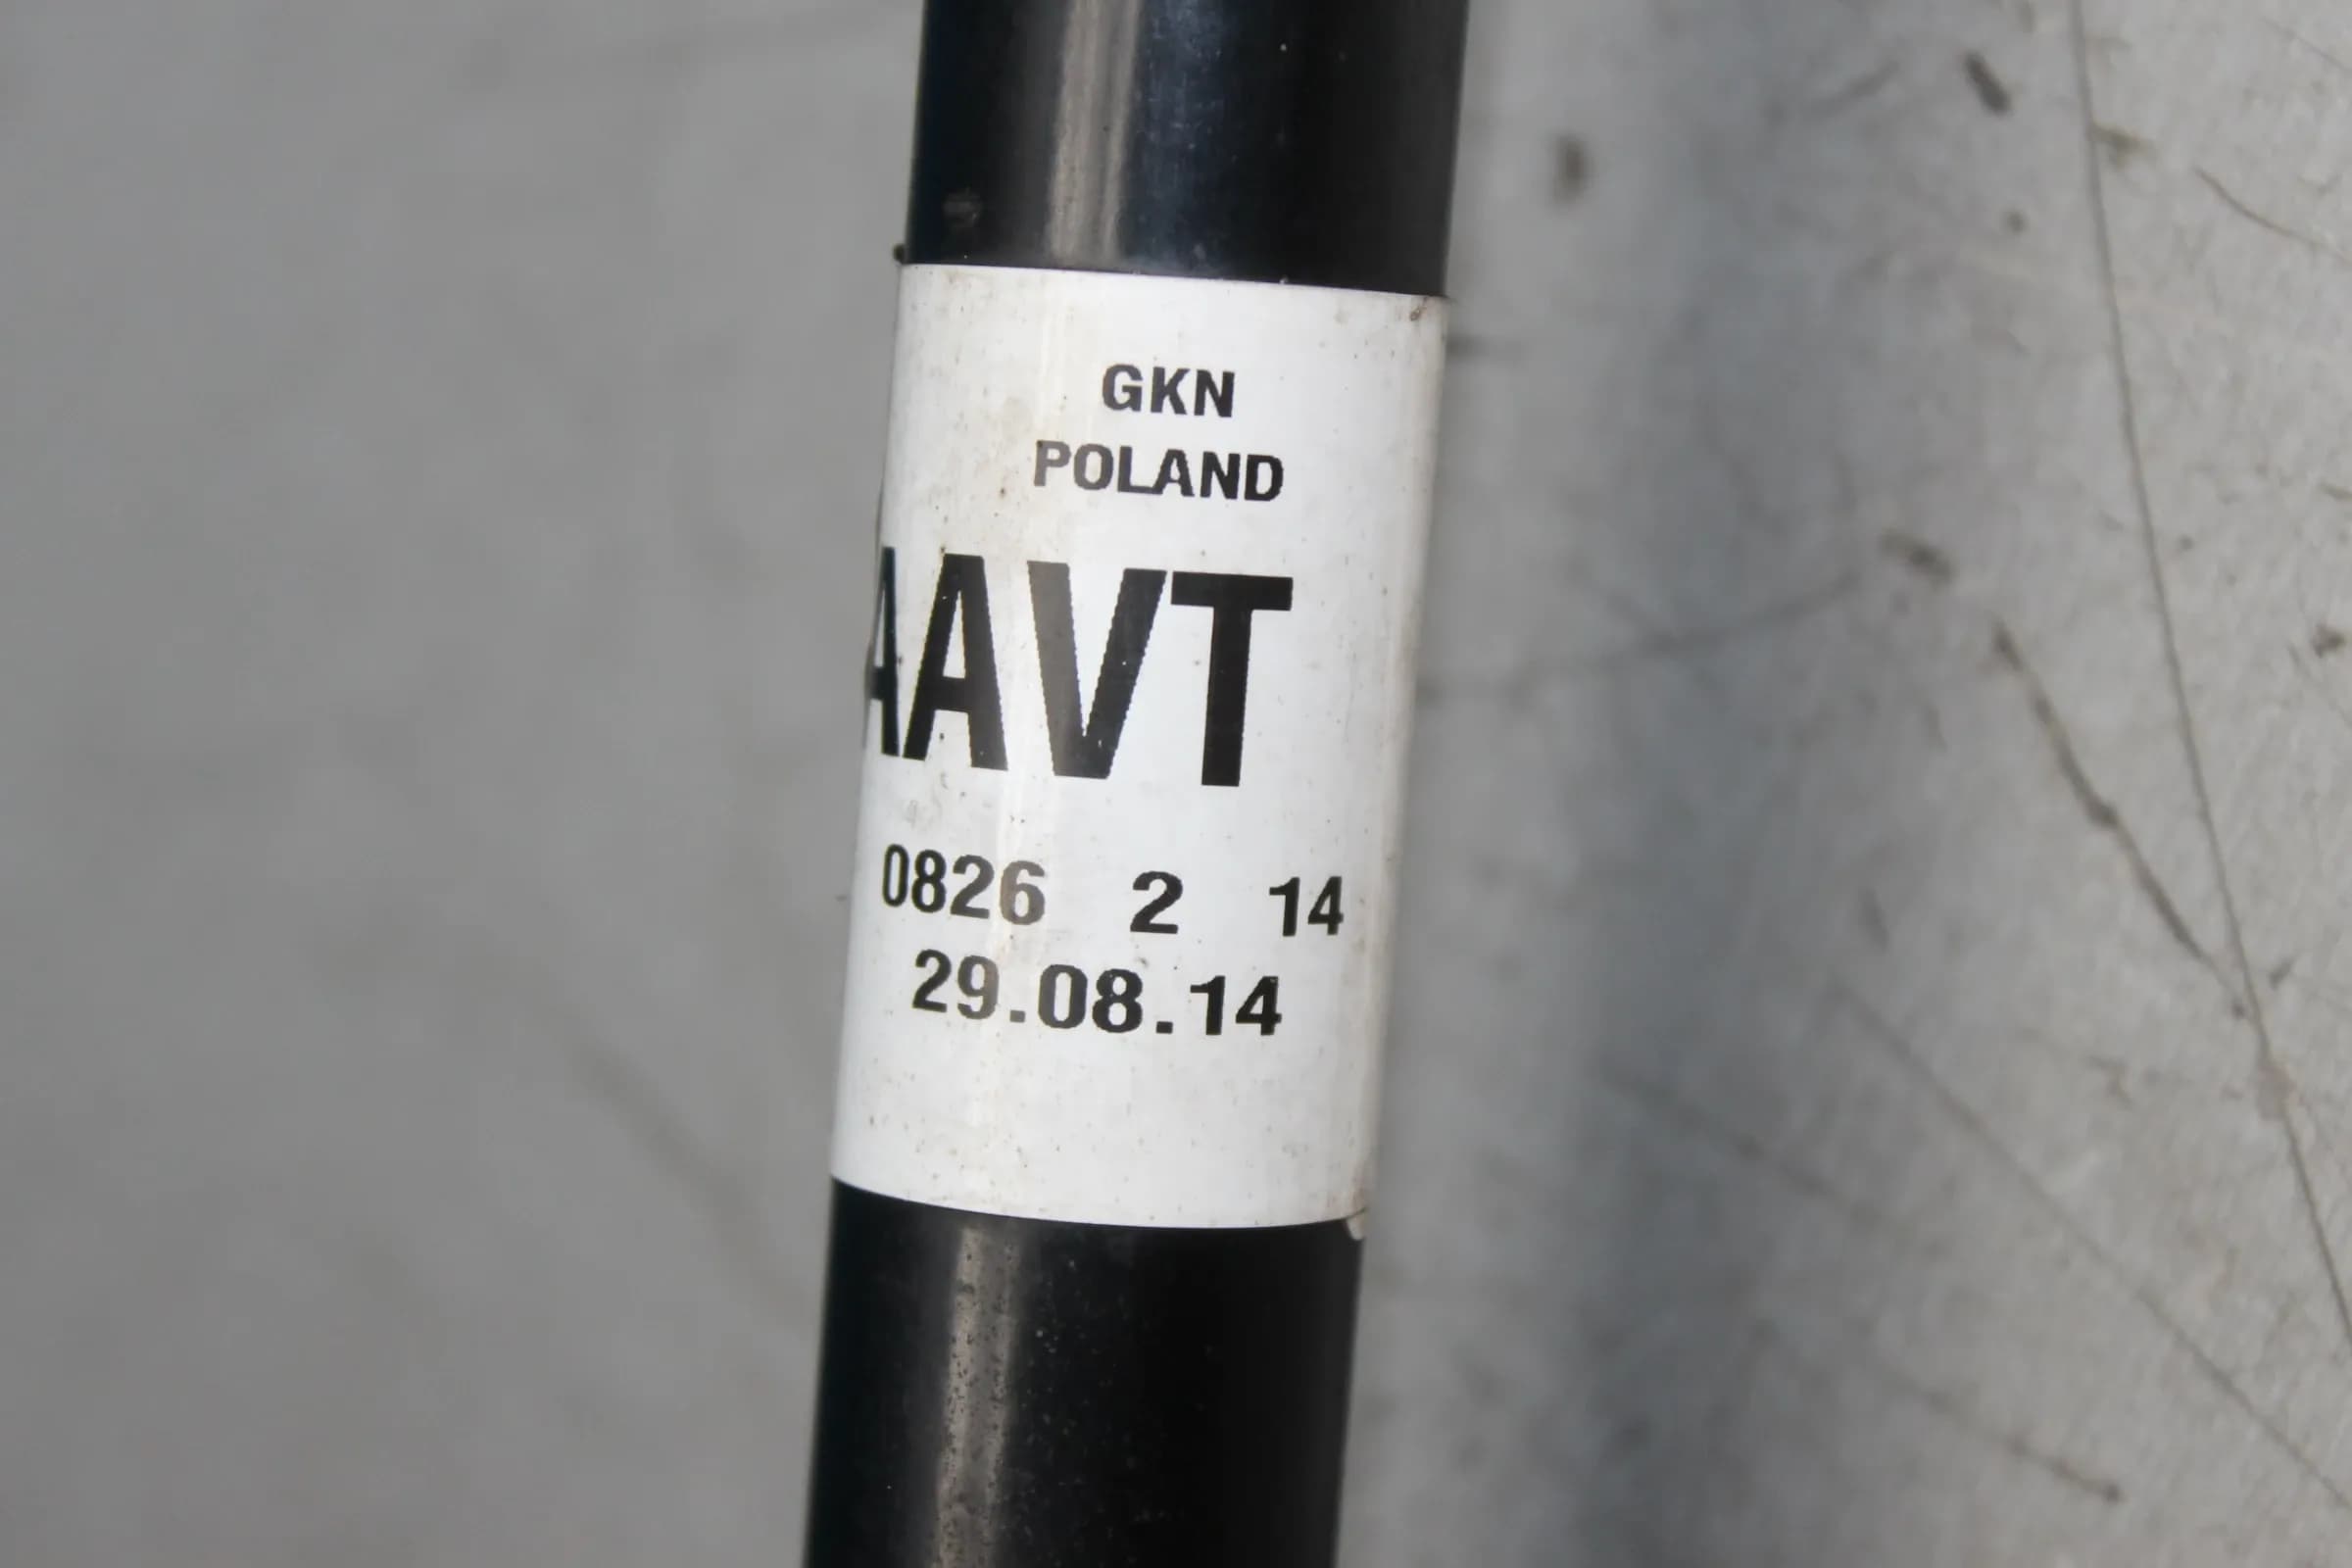 GKN
POLAND
AAVT
0826 2 14
29.08.14